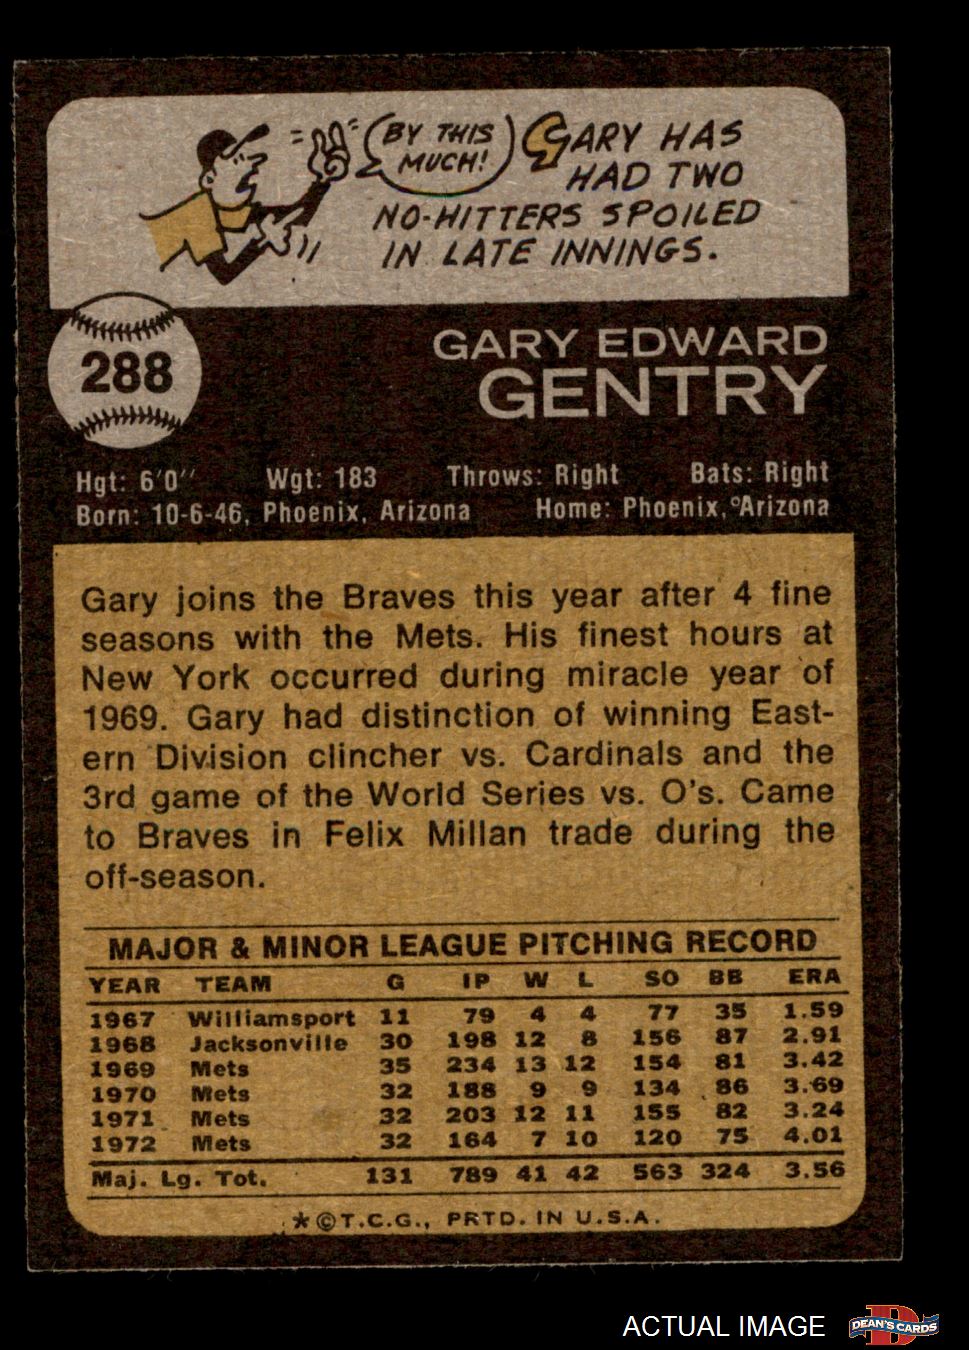 BY THIS
MUCH!
GARY HAS
HAD TWO
NO-HITTERS SPOILED
IN LATE INNINGS.
288
GARY EDWARD
GENTRY
Hgt: 6'0'' Wgt: 183 Throws: Right Bats: Right
Born: 10-6-46, Phoenix, Arizona Home: Phoenix, Arizona
Gary joins the Braves this year after 4 fine
seasons with the Mets. His finest hours at
New York occurred during miracle year of
1969. Gary had distinction of winning East-
ern Division clincher vs. Cardinals and the
3rd game of the World Series vs. O's. Came
to Braves in Felix Millan trade during the
off-season.
MAJOR & MINOR LEAGUE PITCHING RECORD
YEAR TEAM G IP W L SO BB ERA
1967 Williamsport 11 79 4 4 77 35 1.59
1968 Jacksonville 30 198 12 8 156 87 2.91
1969 Mets 35 234 13 12 154 81 3.42
1970 Mets 32 188 9 9 134 86 3.69
1971 Mets 32 203 12 11 155 82 3.24
1972 Mets 32 164 7 10 120 75 4.01
Maj. Lg. Tot. 131 789 41 42 563 324 3.56
★ © T.C.G., PRTD. IN U.S.A.
ACTUAL IMAGE
D
DEAN'S CARDS